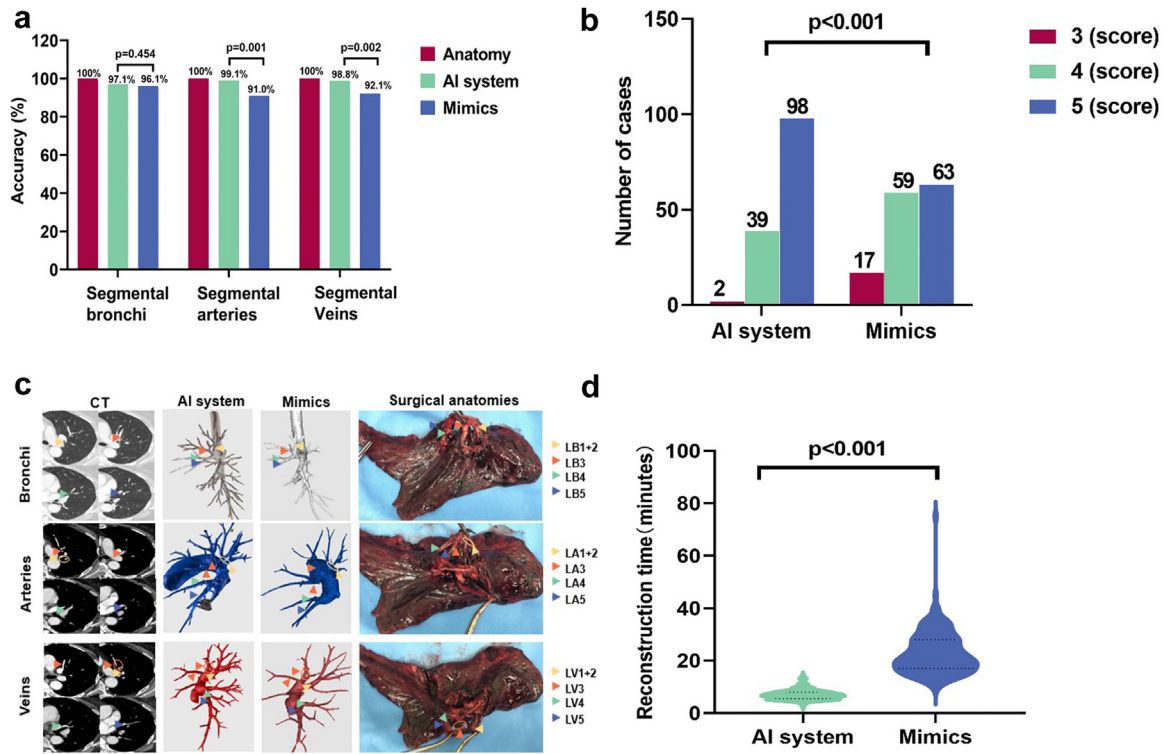 a
120
100
80
60
40
20
0
Accuracy (%)
p=0.454
p=0.001
p=0.002
100%
97.1%
96.1%
100%
99.1%
91.0%
100%
98.8%
92.1%
Segmental
bronchi
Segmental
arteries
Segmental
Veins
Anatomy
AI system
Mimics
b
150
100
50
0
Number of cases
p<0.001
2
39
98
17
59
63
AI system
Mimics
3 (score)
4 (score)
5 (score)
c
CT
AI system
Mimics
Surgical anatomies
Bronchi
LB1+2
LB3
LB4
LB5
Arteries
LA1+2
LA3
LA4
LA5
Veins
LV1+2
LV3
LV4
LV5
d
100
80
60
40
20
0
Reconstruction time (minutes)
p<0.001
AI system
Mimics